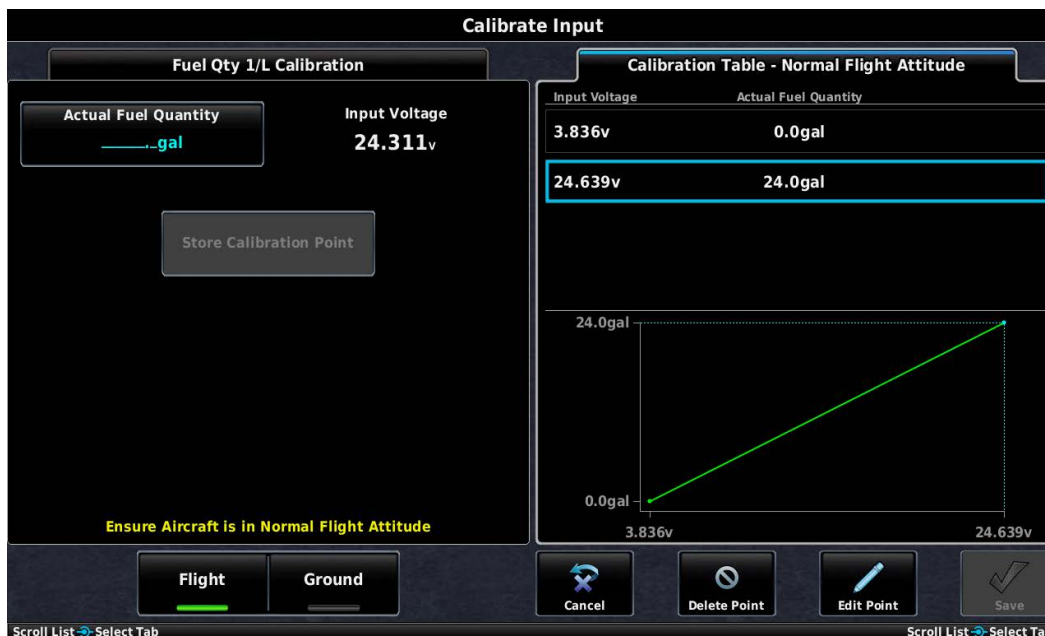 Calibrate Input
Fuel Qty 1/L Calibration
Actual Fuel Quantity
_____._gal
Input Voltage
24.311v
Store Calibration Point
Ensure Aircraft is in Normal Flight Attitude
Flight
Ground
Calibration Table - Normal Flight Attitude
Input Voltage Actual Fuel Quantity
3.836v 0.0gal
24.639v 24.0gal
24.0gal
0.0gal
3.836v 24.639v
Cancel
Delete Point
Edit Point
Save
Scroll List Select Tab
Scroll List Select Ta